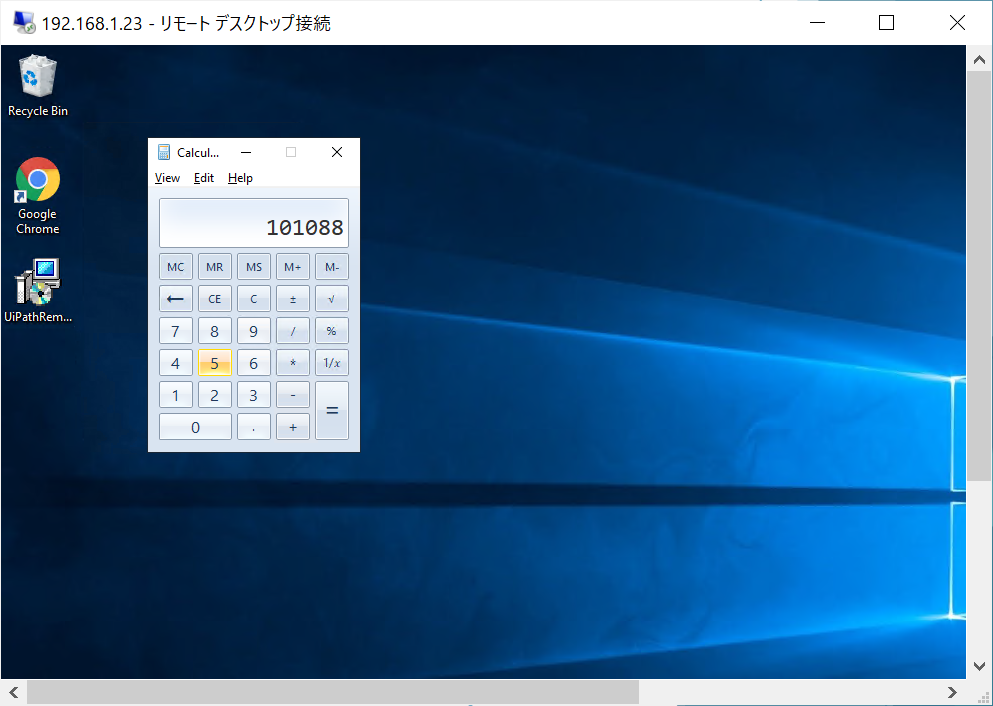 192.168.1.23 - リモート デスクトップ接続
Recycle Bin
Google
Chrome
UiPathRem...
Calcul...
View Edit Help
101088
MC MR MS M+ M-
← CE C ± √
7 8 9 / %
4 5 6 * 1/x
1 2 3 - =
0 . +